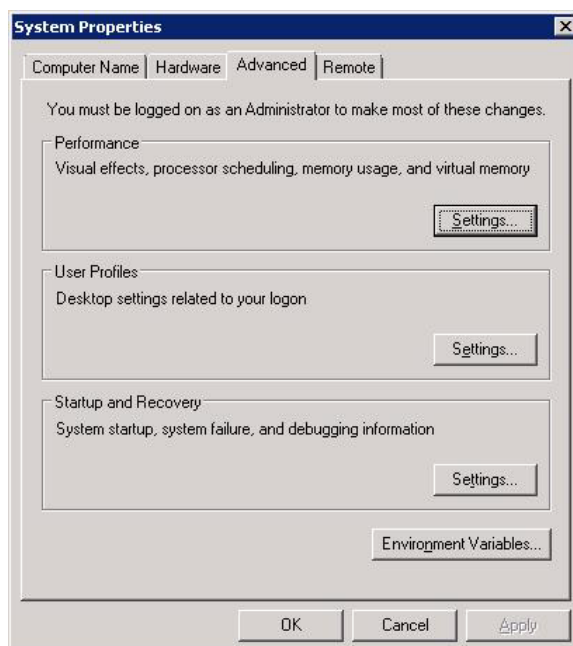 System Properties
Computer Name
Hardware
Advanced
Remote
You must be logged on as an Administrator to make most of these changes.
Performance
Visual effects, processor scheduling, memory usage, and virtual memory
Settings...
User Profiles
Desktop settings related to your logon
Settings...
Startup and Recovery
System startup, system failure, and debugging information
Settings...
Environment Variables...
OK
Cancel
Apply